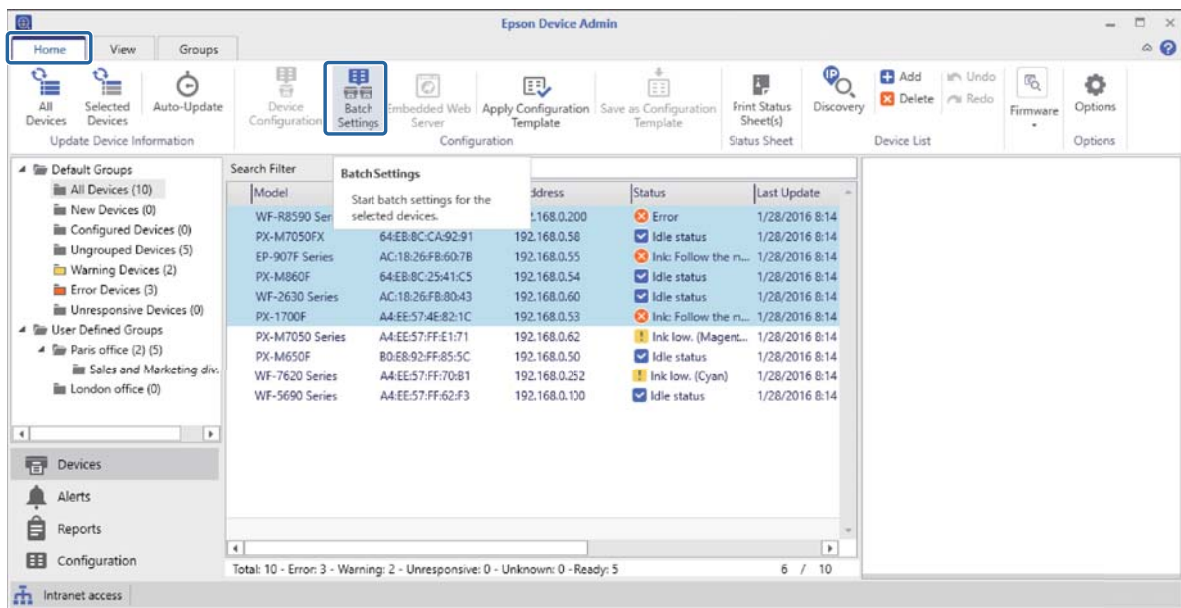 Epson Device Admin
Home View Groups
All Devices
Selected Devices
Auto-Update
Device Configuration
Batch Settings
Embedded Web Server
Apply Configuration Template
Save as Configuration Template
Print Status Sheet(s)
IP
Discovery
Add
Delete
Undo
Redo
Firmware
Options
Update Device Information Configuration Status Sheet Device List Options
Default Groups
All Devices (10)
New Devices (0)
Configured Devices (0)
Ungrouped Devices (5)
Warning Devices (2)
Error Devices (3)
Unresponsive Devices (0)
User Defined Groups
Paris office (2) (5)
Sales and Marketing div.
London office (0)
Devices
Alerts
Reports
Configuration
Search Filter
Batch Settings
Start batch settings for the
selected devices.
Model ddress Status Last Update
WF-R8590 Ser .168.0.200 Error 1/28/2016 8:14
PX-M7050FX 64:EB:8C:CA:92:91 192.168.0.58 Idle status 1/28/2016 8:14
EP-907F Series AC:18:26:FB:60:7B 192.168.0.55 Ink: Follow the n... 1/28/2016 8:14
PX-M860F 64:EB:8C:25:41:C5 192.168.0.54 Idle status 1/28/2016 8:14
WF-2630 Series AC:18:26:FB:80:43 192.168.0.60 Idle status 1/28/2016 8:14
PX-1700F A4:EE:57:4E:82:1C 192.168.0.53 Ink: Follow the n... 1/28/2016 8:14
PX-M7050 Series A4:EE:57:FF:E1:71 192.168.0.62 Ink low. (Magent... 1/28/2016 8:14
PX-M650F B0:E8:92:FF:85:5C 192.168.0.50 Idle status 1/28/2016 8:14
WF-7620 Series A4:EE:57:FF:70:B1 192.168.0.252 Ink low. (Cyan) 1/28/2016 8:14
WF-5690 Series A4:EE:57:FF:62:F3 192.168.0.100 Idle status 1/28/2016 8:14
Total: 10 - Error: 3 - Warning: 2 - Unresponsive: 0 - Unknown: 0 -Ready: 5 6 / 10
Intranet access